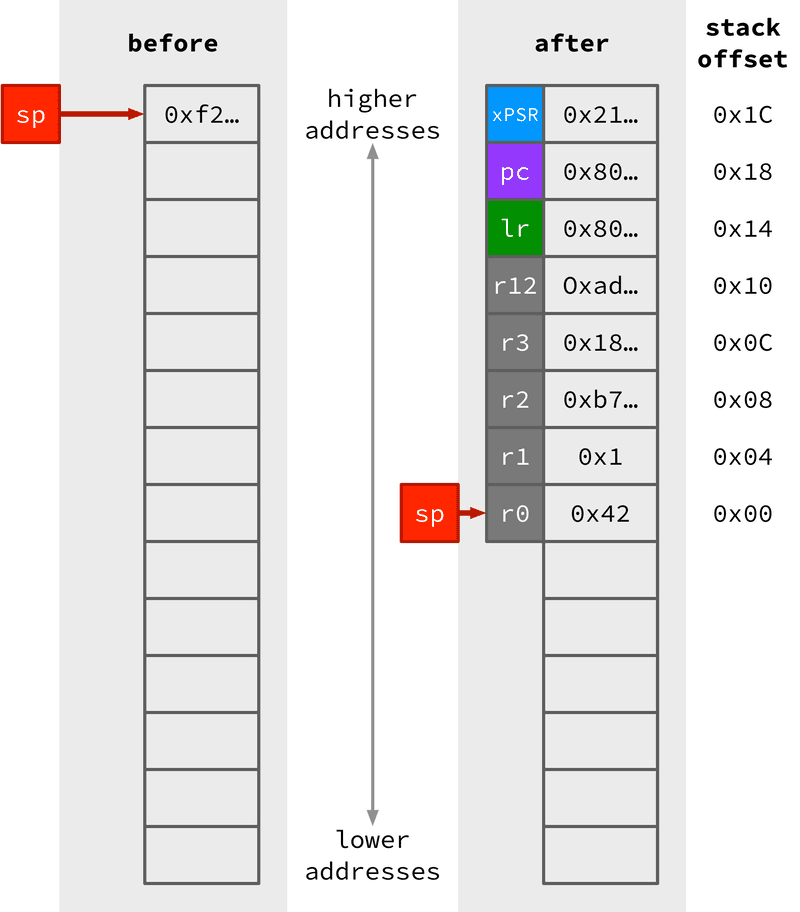 before
after
stack
offset
sp
0xf2…
higher
addresses
xPSR 0x21… 0x1C
pc 0x80… 0x18
lr 0x80… 0x14
r12 0xad… 0x10
r3 0x18… 0x0C
r2 0xb7… 0x08
r1 0x1 0x04
sp r0 0x42 0x00
lower
addresses